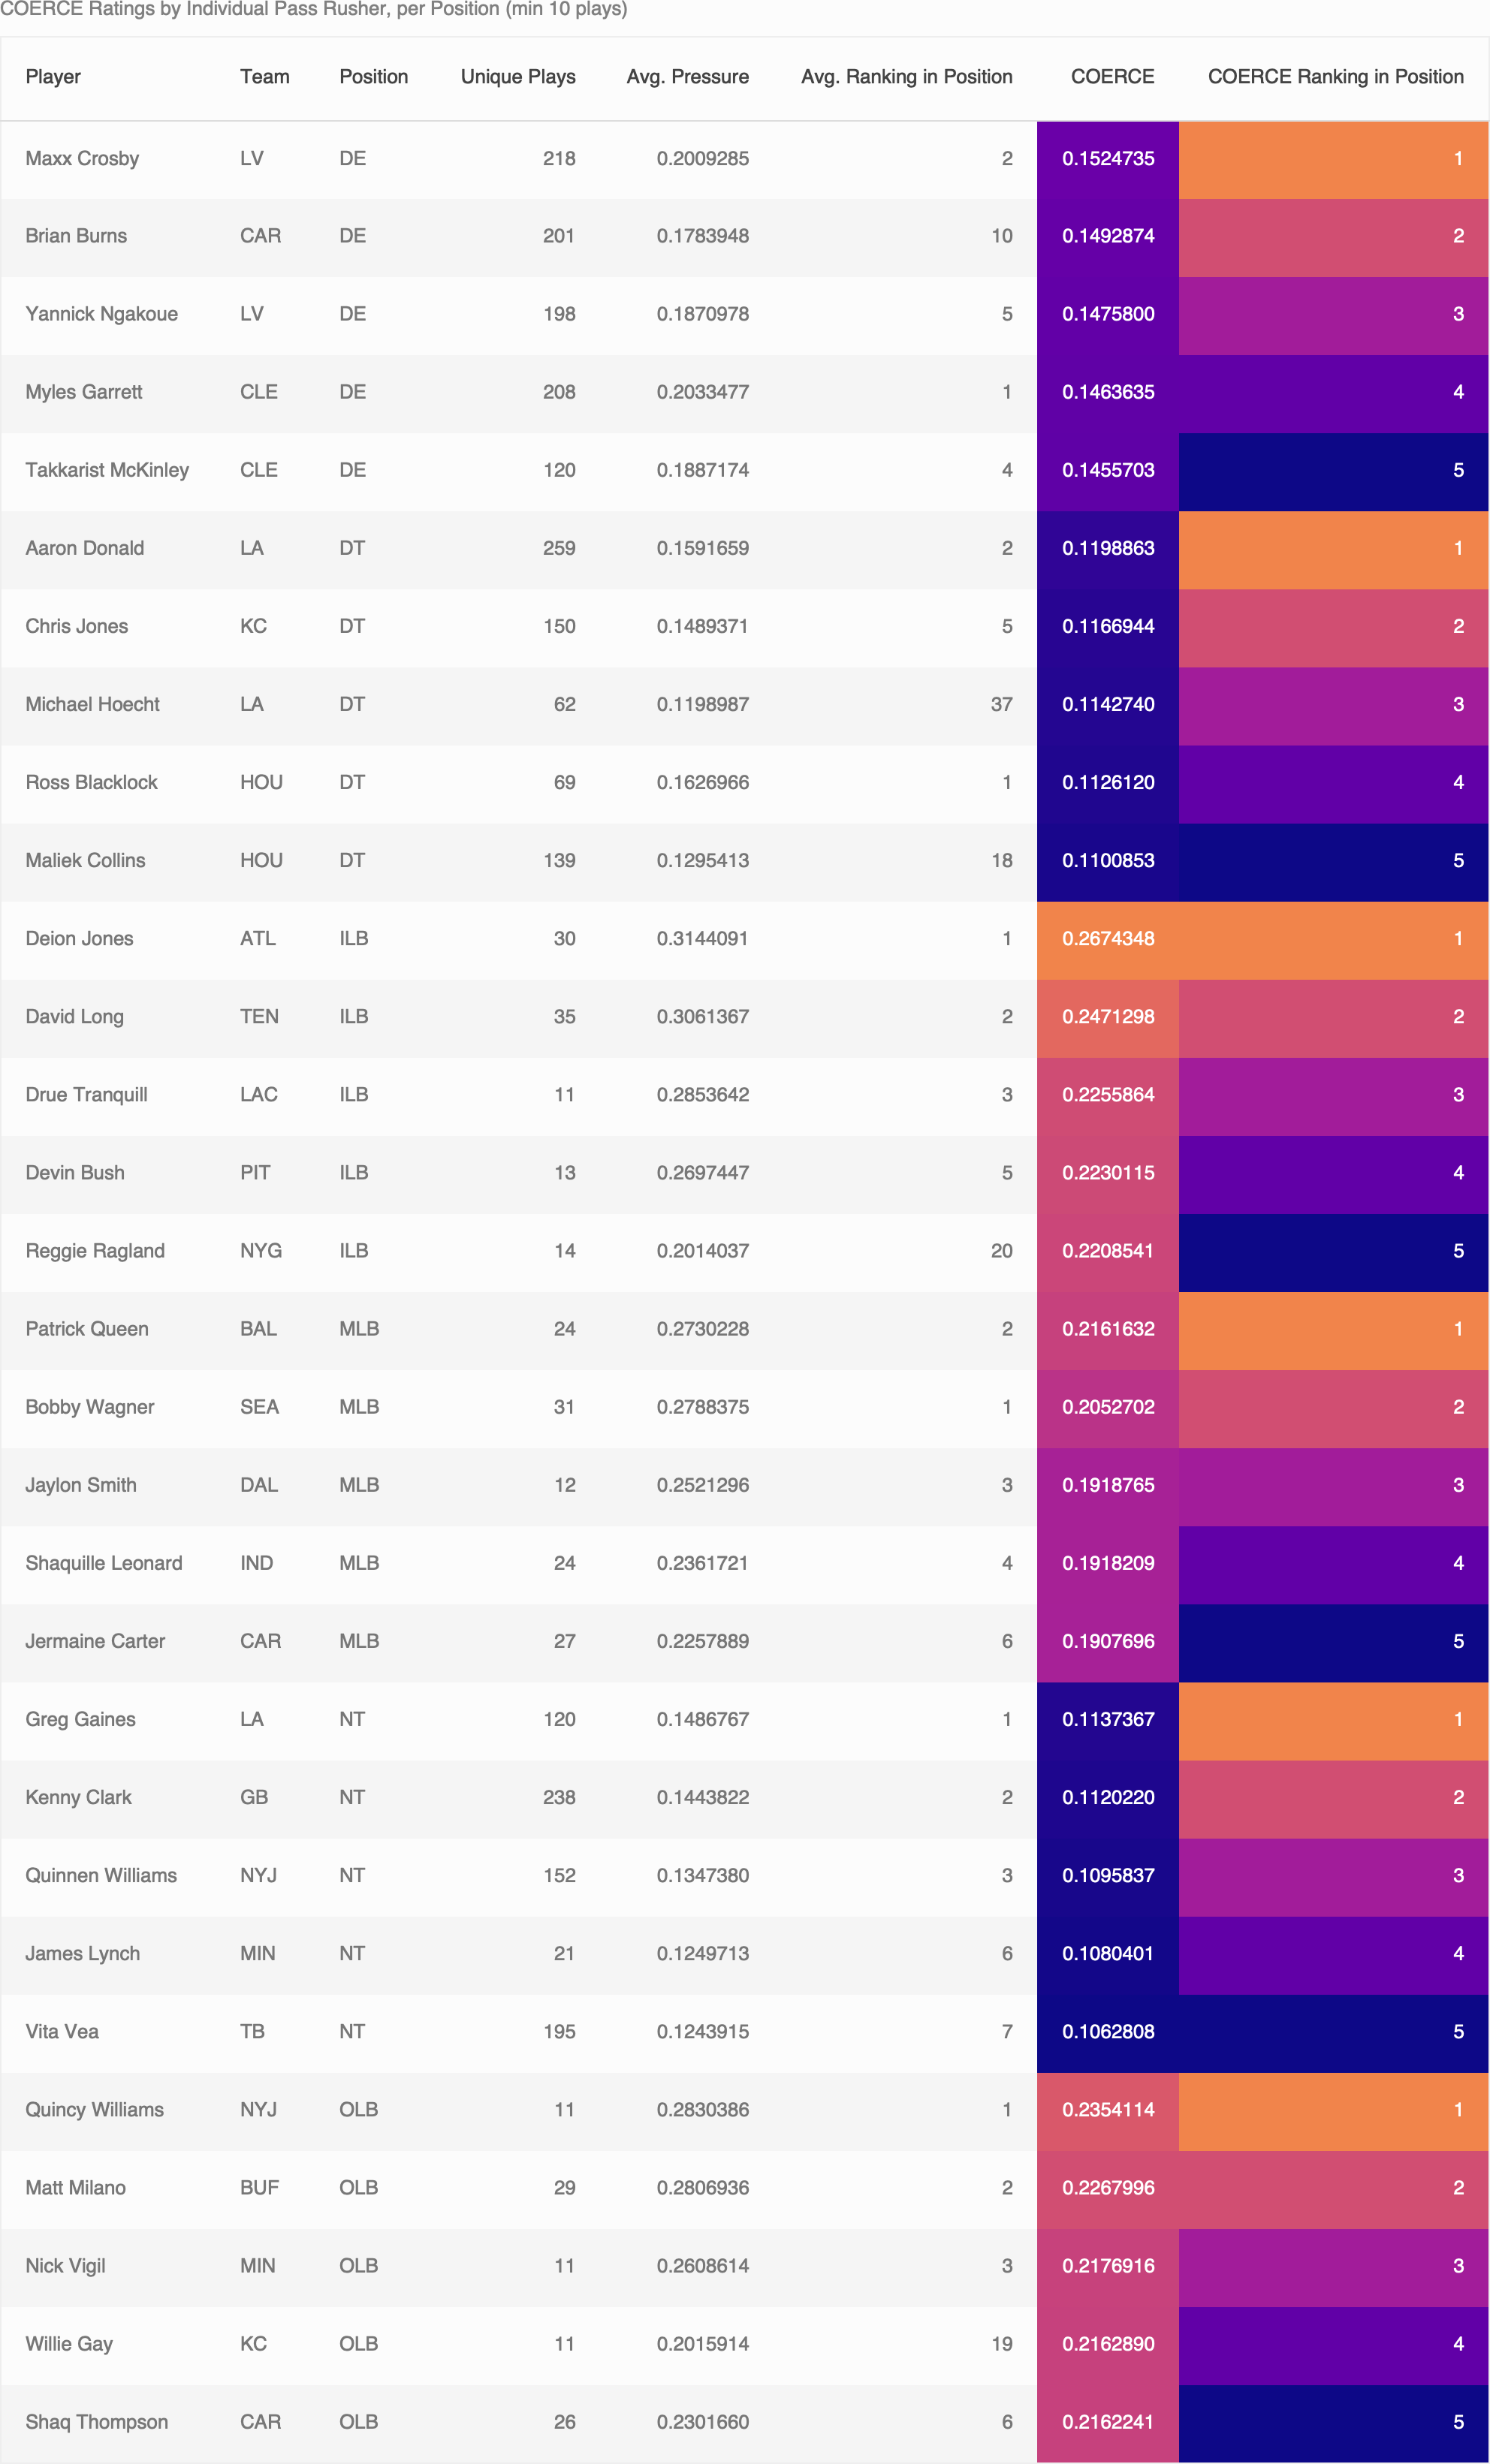 COERCE Ratings by Individual Pass Rusher, per Position (min 10 plays)
Player Team Position Unique Plays Avg. Pressure Avg. Ranking in Position COERCE COERCE Ranking in Position
Maxx Crosby LV DE 218 0.2009285 2 0.1524735 1
Brian Burns CAR DE 201 0.1783948 10 0.1492874 2
Yannick Ngakoue LV DE 198 0.1870978 5 0.1475800 3
Myles Garrett CLE DE 208 0.2033477 1 0.1463635 4
Takkarist McKinley CLE DE 120 0.1887174 4 0.1455703 5
Aaron Donald LA DT 259 0.1591659 2 0.1198863 1
Chris Jones KC DT 150 0.1489371 5 0.1166944 2
Michael Hoecht LA DT 62 0.1198987 37 0.1142740 3
Ross Blacklock HOU DT 69 0.1626966 1 0.1126120 4
Maliek Collins HOU DT 139 0.1295413 18 0.1100853 5
Deion Jones ATL ILB 30 0.3144091 1 0.2674348 1
David Long TEN ILB 35 0.3061367 2 0.2471298 2
Drue Tranquill LAC ILB 11 0.2853642 3 0.2255864 3
Devin Bush PIT ILB 13 0.2697447 5 0.2230115 4
Reggie Ragland NYG ILB 14 0.2014037 20 0.2208541 5
Patrick Queen BAL MLB 24 0.2730228 2 0.2161632 1
Bobby Wagner SEA MLB 31 0.2788375 1 0.2052702 2
Jaylon Smith DAL MLB 12 0.2521296 3 0.1918765 3
Shaquille Leonard IND MLB 24 0.2361721 4 0.1918209 4
Jermaine Carter CAR MLB 27 0.2257889 6 0.1907696 5
Greg Gaines LA NT 120 0.1486767 1 0.1137367 1
Kenny Clark GB NT 238 0.1443822 2 0.1120220 2
Quinnen Williams NYJ NT 152 0.1347380 3 0.1095837 3
James Lynch MIN NT 21 0.1249713 6 0.1080401 4
Vita Vea TB NT 195 0.1243915 7 0.1062808 5
Quincy Williams NYJ OLB 11 0.2830386 1 0.2354114 1
Matt Milano BUF OLB 29 0.2806936 2 0.2267996 2
Nick Vigil MIN OLB 11 0.2608614 3 0.2176916 3
Willie Gay KC OLB 11 0.2015914 19 0.2162890 4
Shaq Thompson CAR OLB 26 0.2301660 6 0.2162241 5